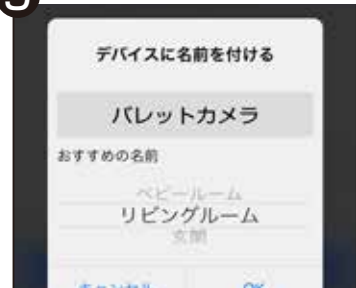 デバイスに名前を付ける
パレットカメラ
おすすめの名前
ベビールーム
リビングルーム
玄関
キャンセル OK